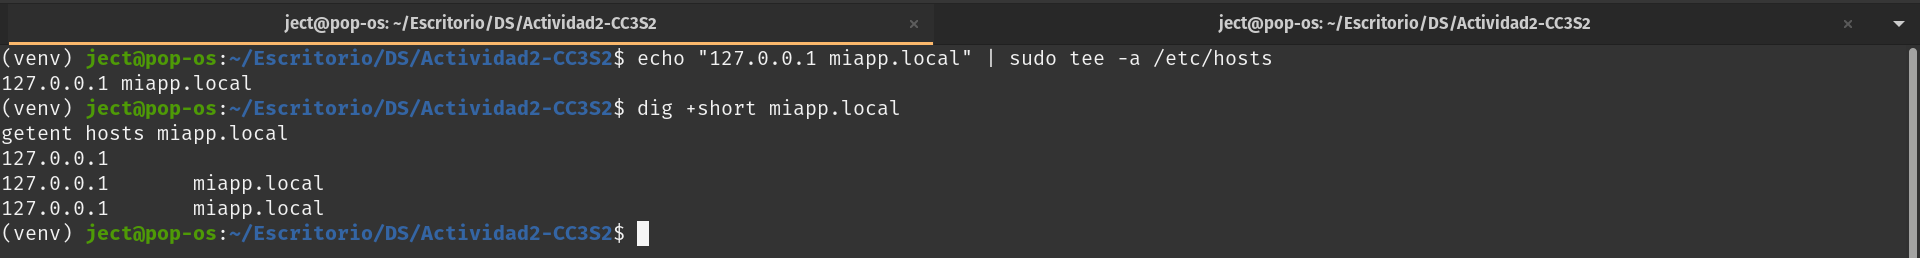 ject@pop-os: ~/Escritorio/DS/Actividad2-CC3S2 × ject@pop-os: ~/Escritorio/DS/Actividad2-CC3S2 ×
(venv) ject@pop-os:~/Escritorio/DS/Actividad2-CC3S2$ echo "127.0.0.1 miapp.local" | sudo tee -a /etc/hosts
127.0.0.1 miapp.local
(venv) ject@pop-os:~/Escritorio/DS/Actividad2-CC3S2$ dig +short miapp.local
getent hosts miapp.local
127.0.0.1
127.0.0.1       miapp.local
127.0.0.1       miapp.local
(venv) ject@pop-os:~/Escritorio/DS/Actividad2-CC3S2$